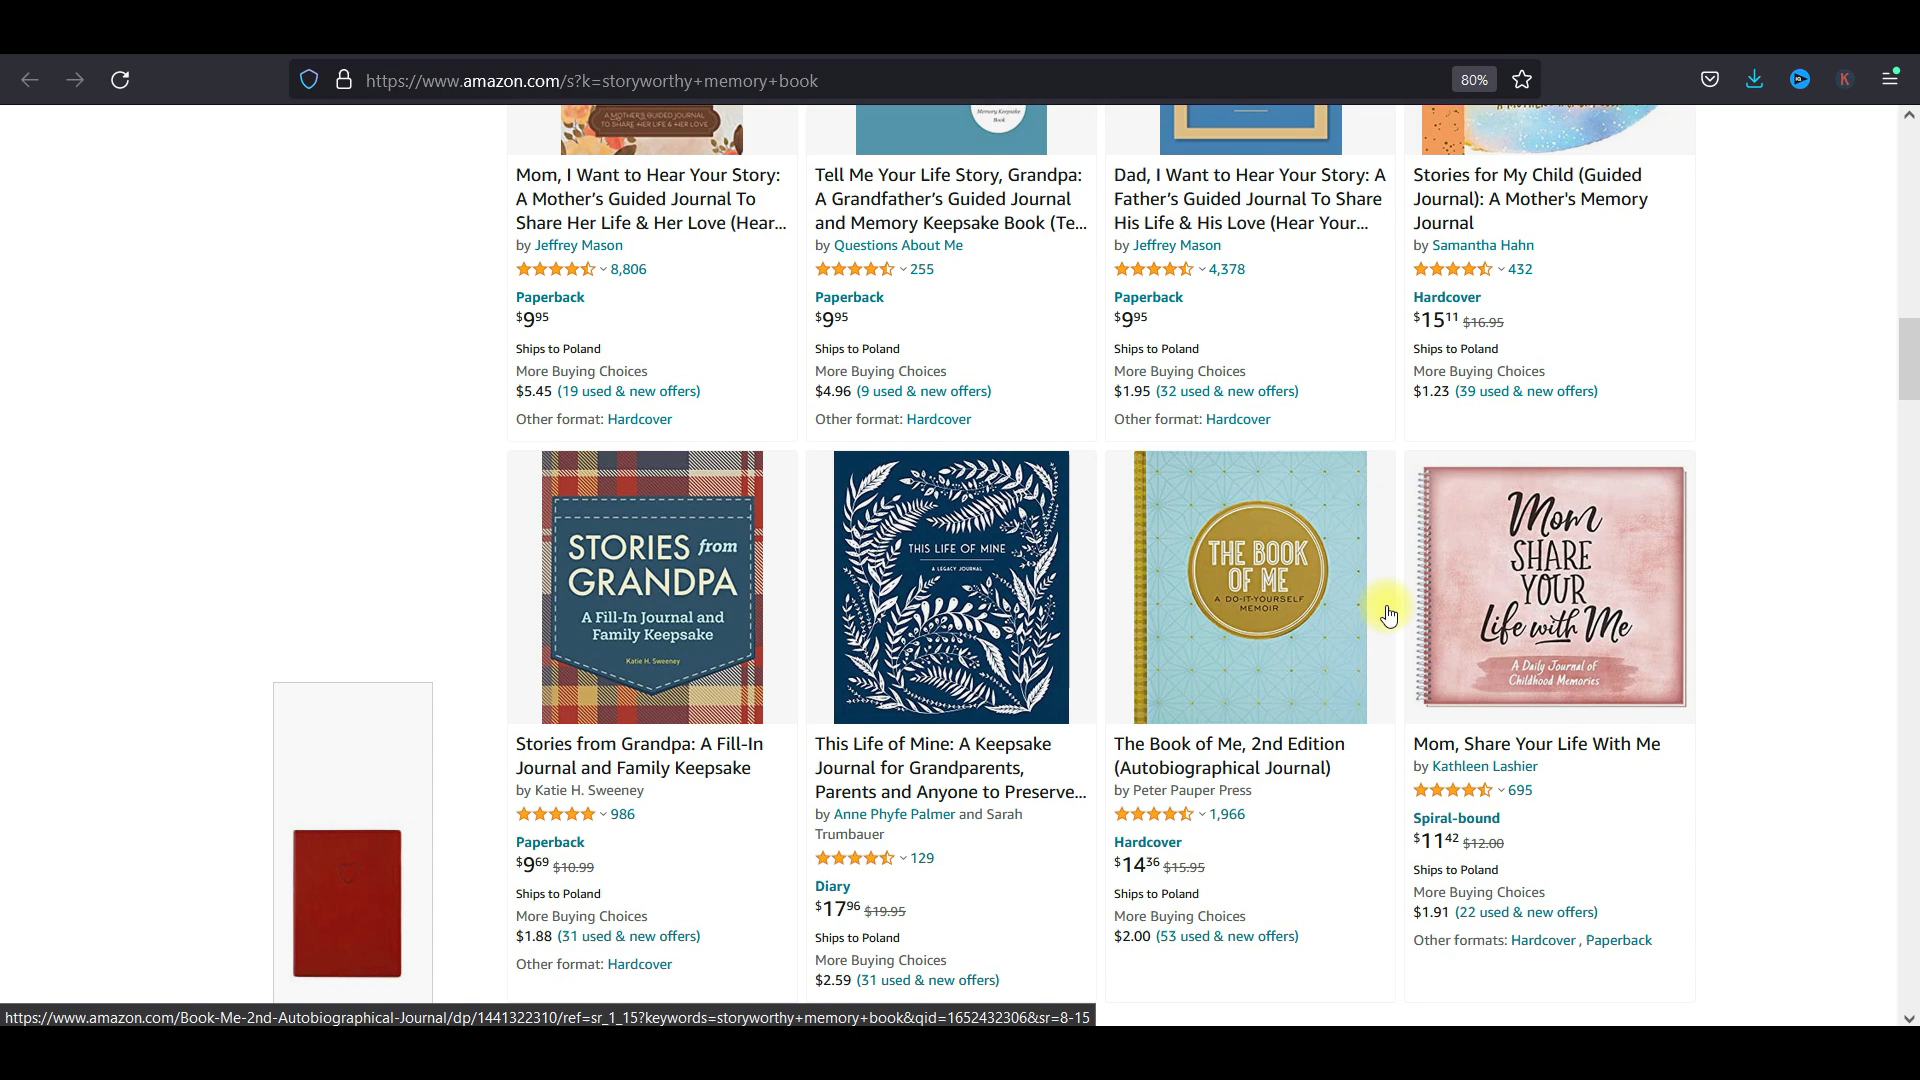 https://www.amazon.com/s?k=storyworthy+memory+book
80%
A MOTHER'S GUIDED JOURNAL
TO SHARE HER LIFE & HER LOVE
Memory Keepsake
Book
Mom, I Want to Hear Your Story:
A Mother's Guided Journal To
Share Her Life & Her Love (Hear...
by Jeffrey Mason
8,806
Paperback
$9.95
Ships to Poland
More Buying Choices
$5.45 (19 used & new offers)
Other format: Hardcover
Tell Me Your Life Story, Grandpa:
A Grandfather's Guided Journal
and Memory Keepsake Book (Te...
by Questions About Me
255
Paperback
$9.95
Ships to Poland
More Buying Choices
$4.96 (9 used & new offers)
Other format: Hardcover
Dad, I Want to Hear Your Story: A
Father's Guided Journal To Share
His Life & His Love (Hear Your...
by Jeffrey Mason
4,378
Paperback
$9.95
Ships to Poland
More Buying Choices
$1.95 (32 used & new offers)
Other format: Hardcover
Stories for My Child (Guided
Journal): A Mother's Memory
Journal
by Samantha Hahn
432
Hardcover
$15.11 $16.95
Ships to Poland
More Buying Choices
$1.23 (39 used & new offers)
STORIES from
GRANDPA
A Fill-In Journal and
Family Keepsake
Katie H. Sweeney
Stories from Grandpa: A Fill-In
Journal and Family Keepsake
by Katie H. Sweeney
986
Paperback
$9.69 $10.99
Ships to Poland
More Buying Choices
$1.88 (31 used & new offers)
Other format: Hardcover
THIS LIFE OF MINE
A LEGACY JOURNAL
This Life of Mine: A Keepsake
Journal for Grandparents,
Parents and Anyone to Preserve...
by Anne Phyfe Palmer and Sarah
Trumbauer
129
Diary
$17.96 $19.95
Ships to Poland
More Buying Choices
$2.59 (31 used & new offers)
THE BOOK
OF ME
A DO-IT-YOURSELF
MEMOIR
The Book of Me, 2nd Edition
(Autobiographical Journal)
by Peter Pauper Press
1,966
Hardcover
$14.36 $15.95
Ships to Poland
More Buying Choices
$2.00 (53 used & new offers)
Mom
SHARE
YOUR
Life with Me
A Daily Journal of
Childhood Memories
Mom, Share Your Life With Me
by Kathleen Lashier
695
Spiral-bound
$11.42 $12.00
Ships to Poland
More Buying Choices
$1.91 (22 used & new offers)
Other formats: Hardcover , Paperback
https://www.amazon.com/Book-Me-2nd-Autobiographical-Journal/dp/1441322310/ref=sr_1_15?keywords=storyworthy+memory+book&qid=1652432306&sr=8-15